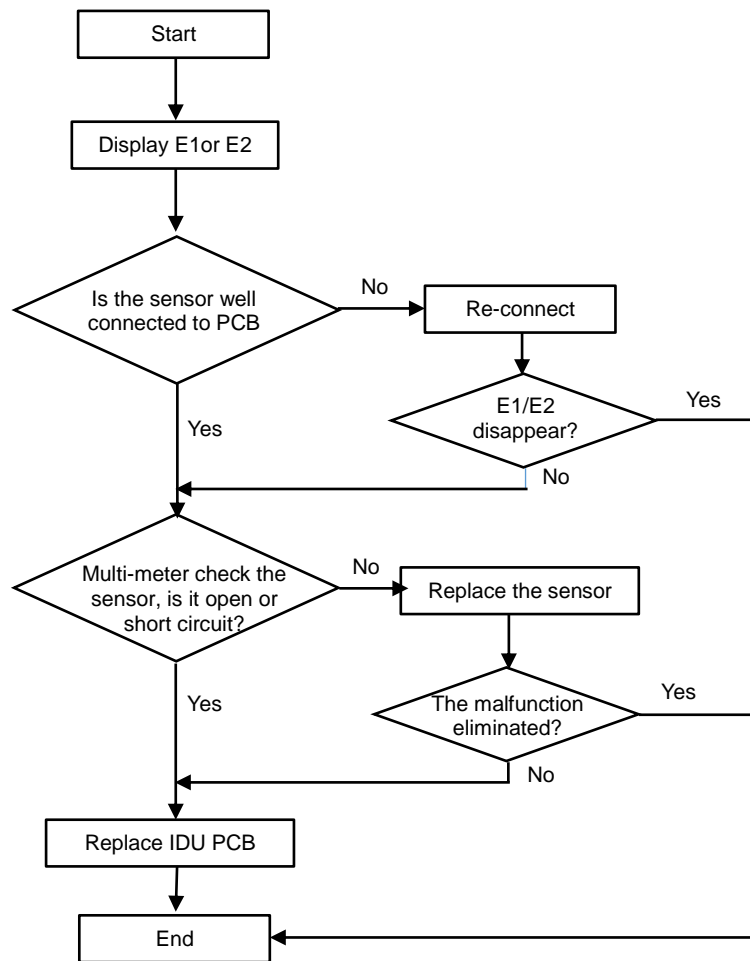 Start
Display E1or E2
Is the sensor well
connected to PCB
No
Re-connect
E1/E2
disappear?
Yes
Yes
No
Multi-meter check the
sensor, is it open or
short circuit?
No
Replace the sensor
The malfunction
eliminated?
Yes
Yes
No
Replace IDU PCB
End